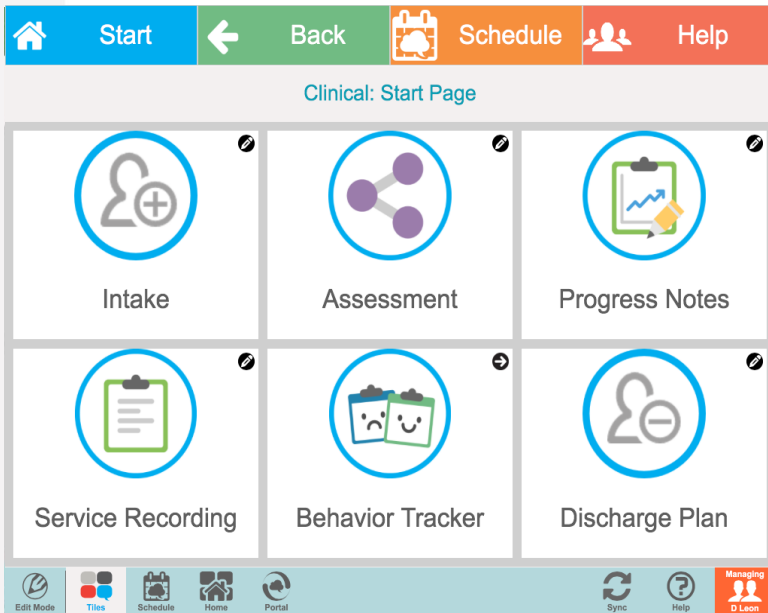 Start
Back
Schedule
Help
Clinical: Start Page
Intake
Assessment
Progress Notes
Service Recording
Behavior Tracker
Discharge Plan
Edit Mode
Tiles
Schedule
Home
Portal
Sync
Help
Managing
D Leon